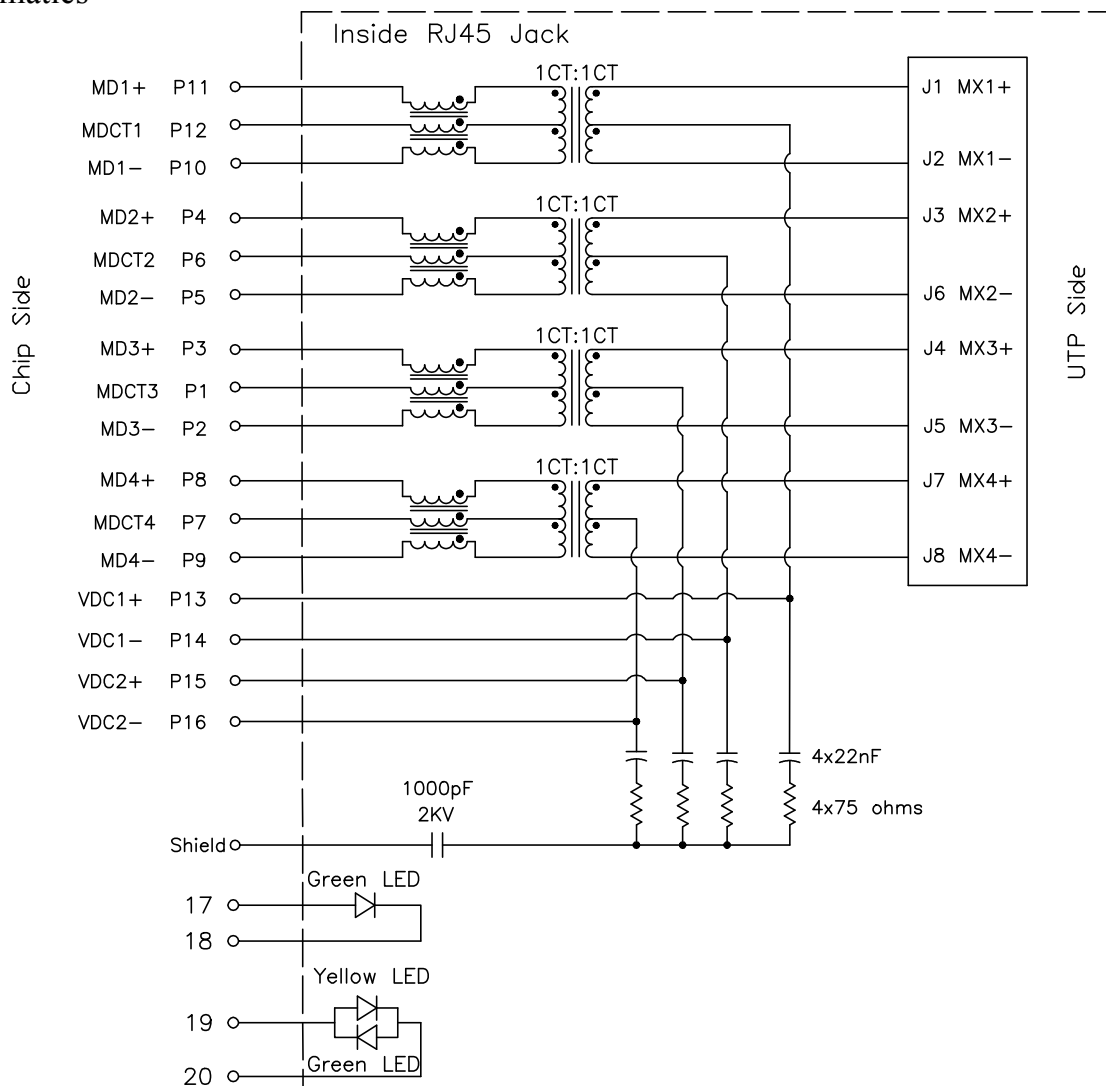 Inside RJ45 Jack
1CT:1CT
MD1+ P11
MDCT1 P12
MD1- P10
J1 MX1+
J2 MX1-
1CT:1CT
MD2+ P4
MDCT2 P6
MD2- P5
J3 MX2+
J6 MX2-
Chip Side
UTP Side
1CT:1CT
MD3+ P3
MDCT3 P1
MD3- P2
J4 MX3+
J5 MX3-
1CT:1CT
MD4+ P8
MDCT4 P7
MD4- P9
J7 MX4+
J8 MX4-
VDC1+ P13
VDC1- P14
VDC2+ P15
VDC2- P16
4x22nF
4x75 ohms
1000pF
2KV
Shield
Green LED
17
18
Yellow LED
19
Green LED
20